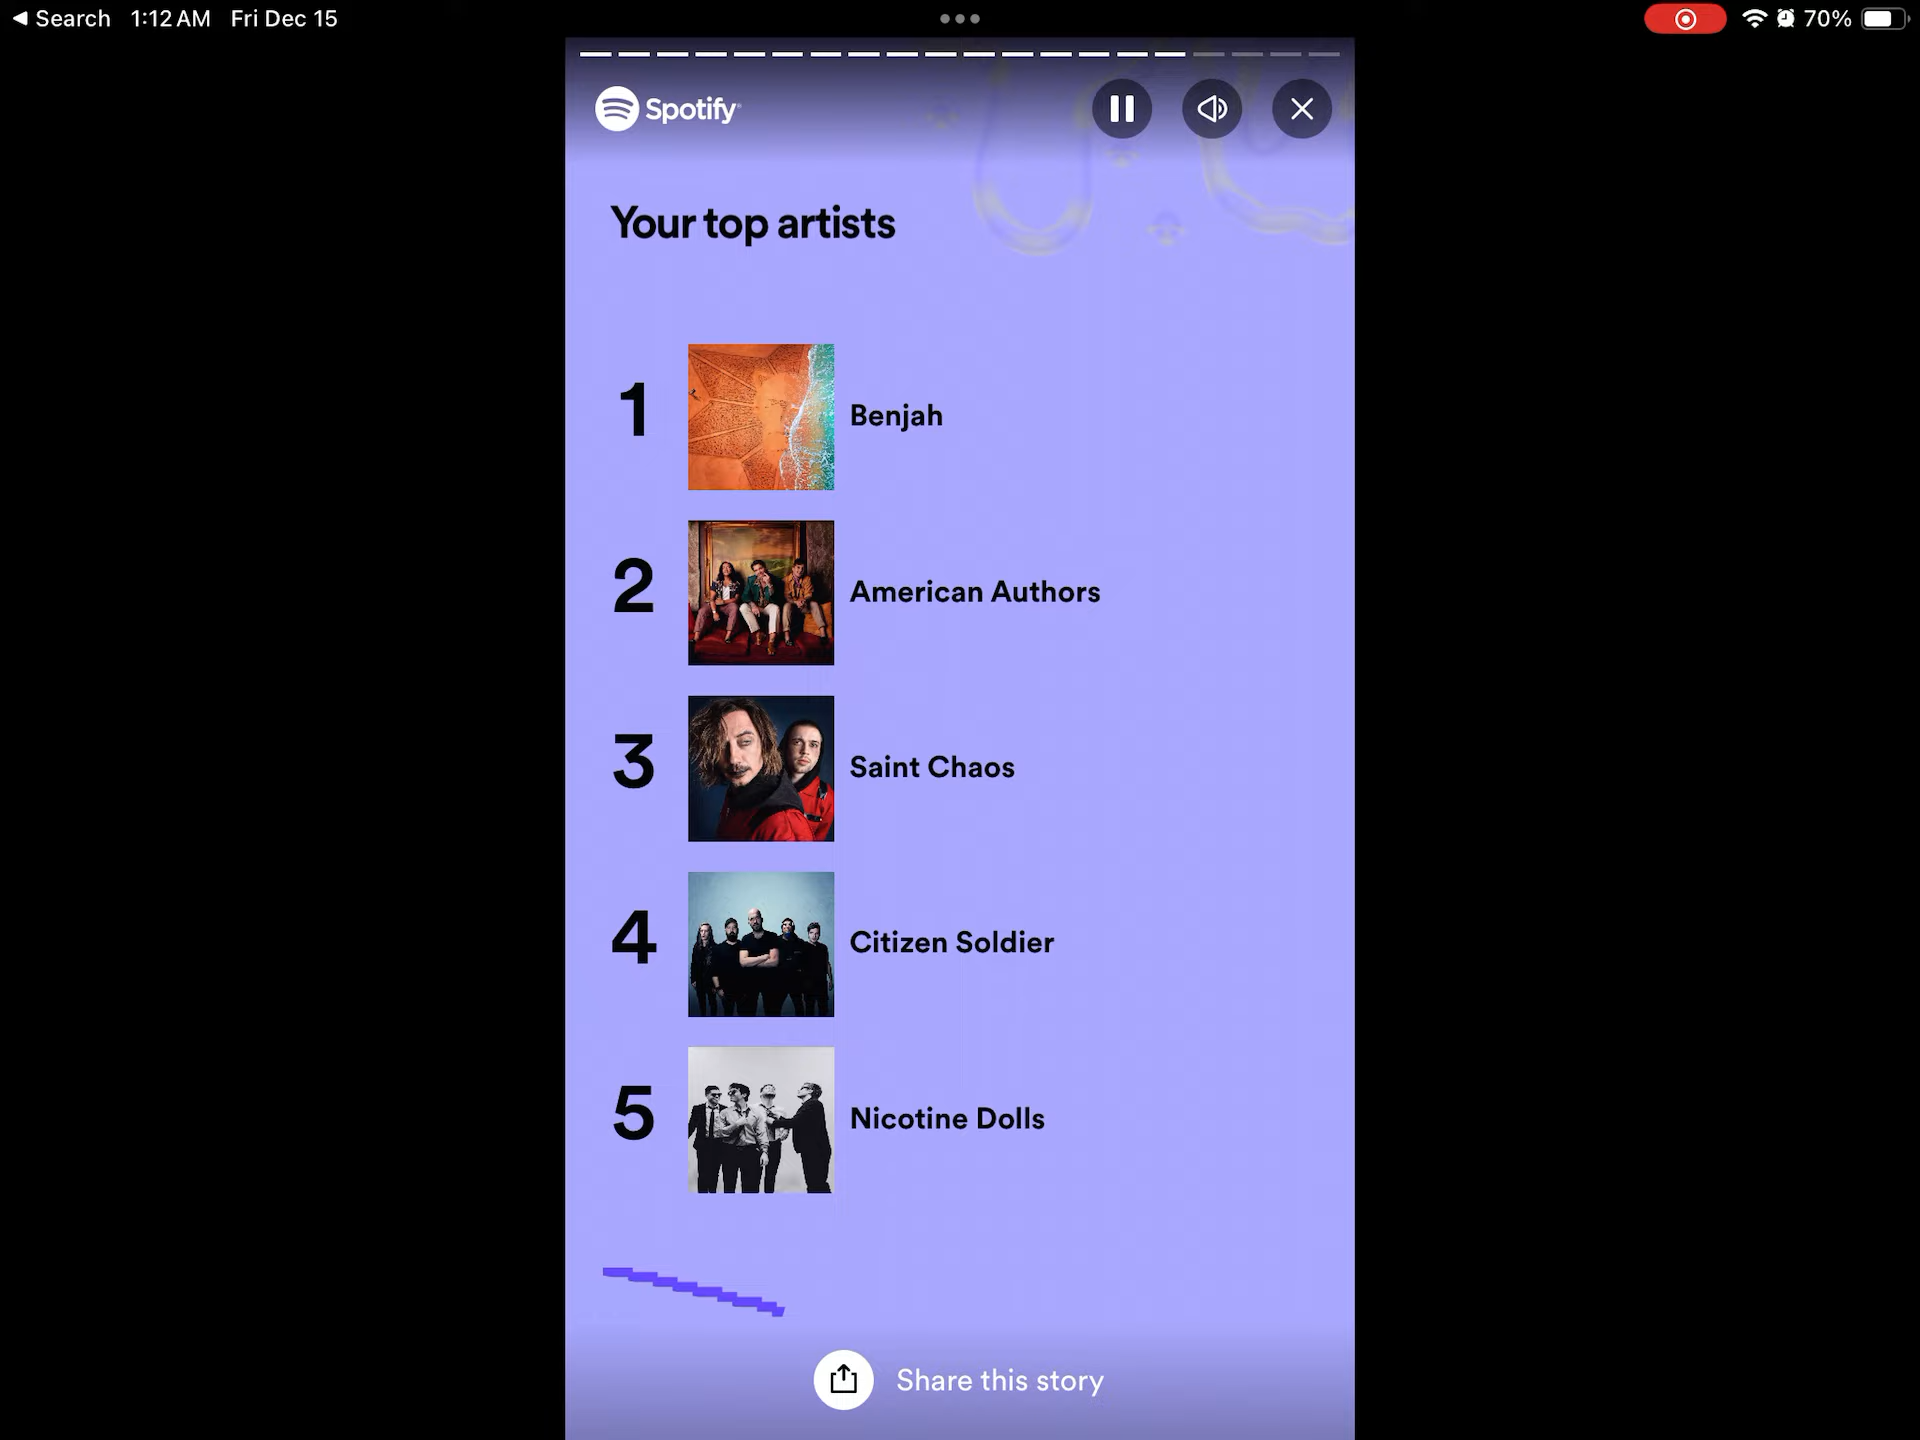 Search 1:12 AM Fri Dec 15 70%
Spotify
Your top artists
1 Benjah
2 American Authors
3 Saint Chaos
4 Citizen Soldier
5 Nicotine Dolls
Share this story